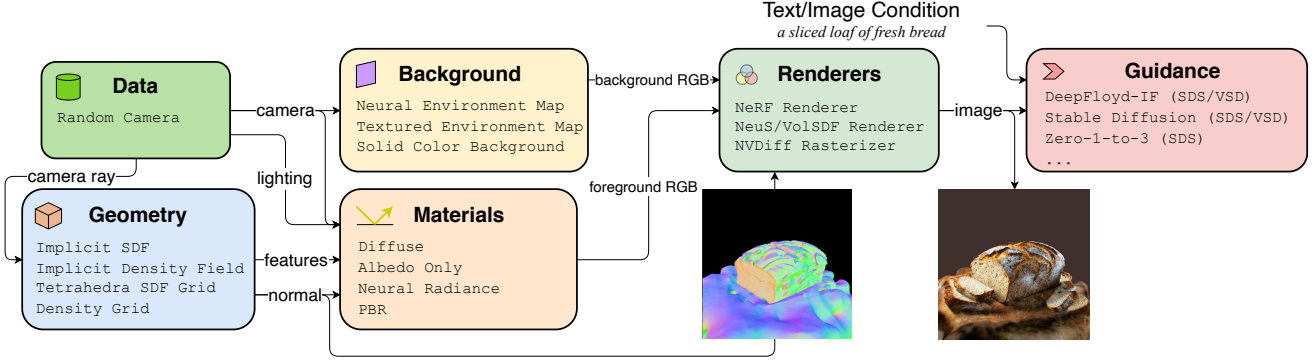 Text/Image Condition
a sliced loaf of fresh bread
Data
Random Camera
camera
lighting
camera ray
Background
Neural Environment Map
Textured Environment Map
Solid Color Background
background RGB
Geometry
Implicit SDF
Implicit Density Field
Tetrahedra SDF Grid
Density Grid
features
normal
Materials
Diffuse
Albedo Only
Neural Radiance
PBR
foreground RGB
Renderers
NeRF Renderer
NeuS/VolSDF Renderer
NVDiff Rasterizer
image
Guidance
DeepFloyd-IF (SDS/VSD)
Stable Diffusion (SDS/VSD)
Zero-1-to-3 (SDS)
...